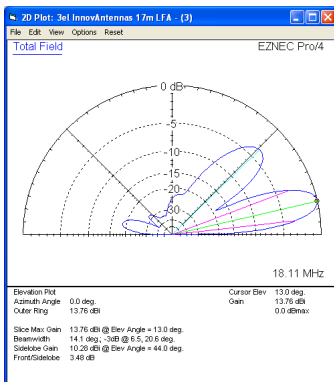 2D Plot: 3el InnovAntennas 17m LFA - (3)
File Edit View Options Reset
Total Field EZNEC Pro/4
0 dB
-5
-10
-15
-20
-30
18.11 MHz
Elevation Plot Cursor Elev 13.0 deg.
Azimuth Angle 0.0 deg. Gain 13.76 dBi
Outer Ring 13.76 dBi 0.0 dBmax
Slice Max Gain 13.76 dBi @ Elev Angle = 13.0 deg.
Beamwidth 14.1 deg.; -3dB @ 6.5, 20.6 deg.
Sidelobe Gain 10.28 dBi @ Elev Angle = 44.0 deg.
Front/Sidelobe 3.48 dB